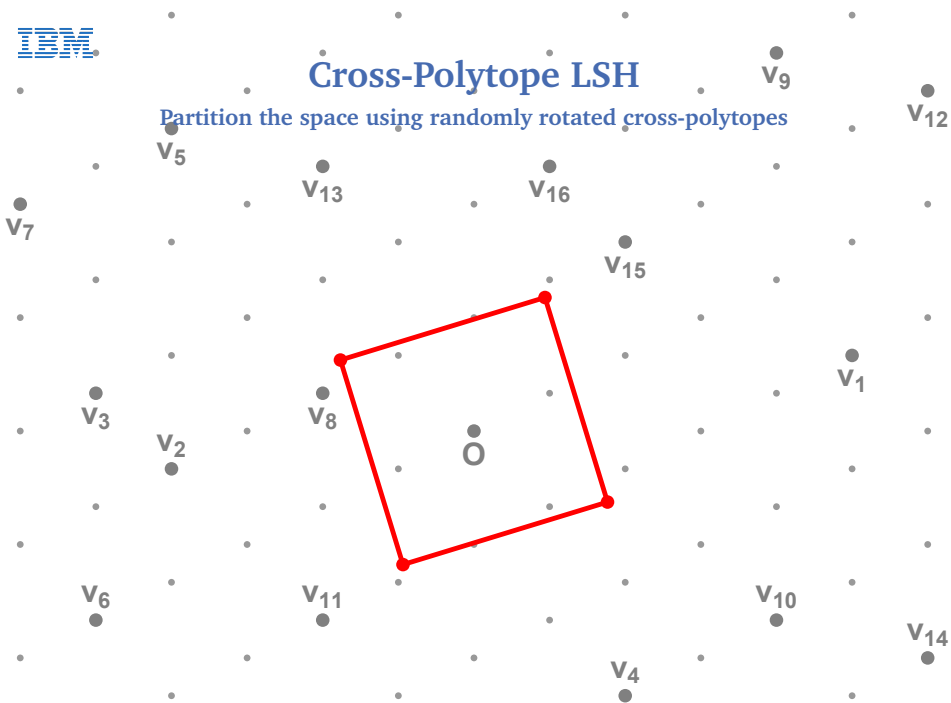 IBM
Cross-Polytope LSH
Partition the space using randomly rotated cross-polytopes
v9
v12
v5
v13
v16
v7
v15
v1
v3
v8
v2
O
v6
v11
v10
v14
v4